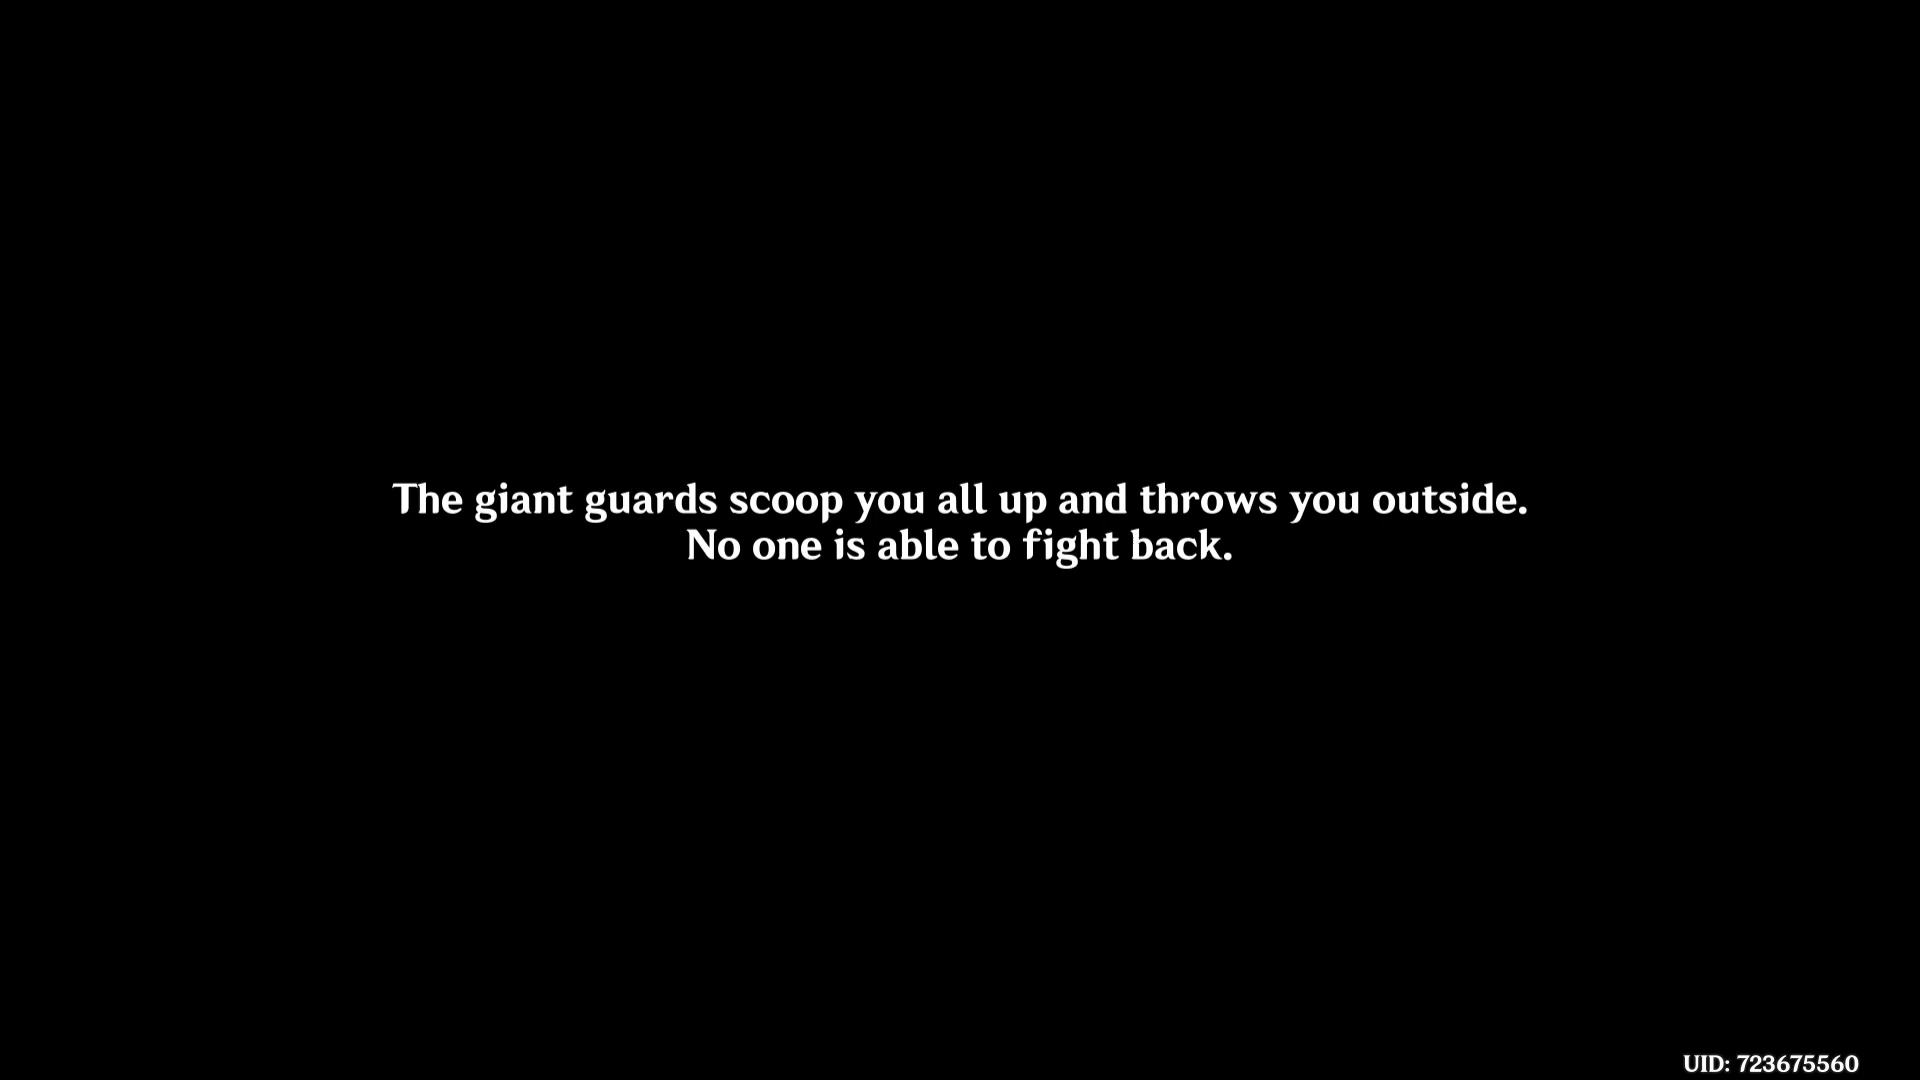 The giant guards scoop you all up and throws you outside.
No one is able to fight back.
UID: 723675560